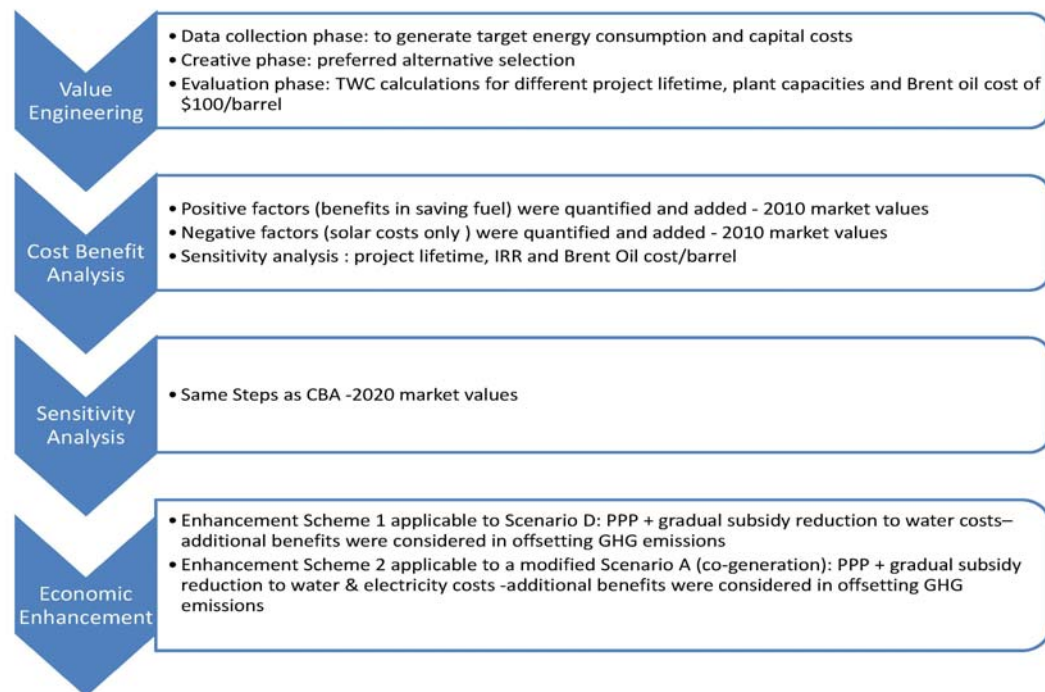 Value
Engineering
• Data collection phase: to generate target energy consumption and capital costs
• Creative phase: preferred alternative selection
• Evaluation phase: TWC calculations for different project lifetime, plant capacities and Brent oil cost of
$100/barrel
Cost Benefit
Analysis
• Positive factors (benefits in saving fuel) were quantified and added - 2010 market values
• Negative factors (solar costs only ) were quantified and added - 2010 market values
• Sensitivity analysis : project lifetime, IRR and Brent Oil cost/barrel
Sensitivity
Analysis
• Same Steps as CBA -2020 market values
Economic
Enhancement
• Enhancement Scheme 1 applicable to Scenario D: PPP + gradual subsidy reduction to water costs–
additional benefits were considered in offsetting GHG emissions
• Enhancement Scheme 2 applicable to a modified Scenario A (co-generation): PPP + gradual subsidy
reduction to water & electricity costs -additional benefits were considered in offsetting GHG
emissions